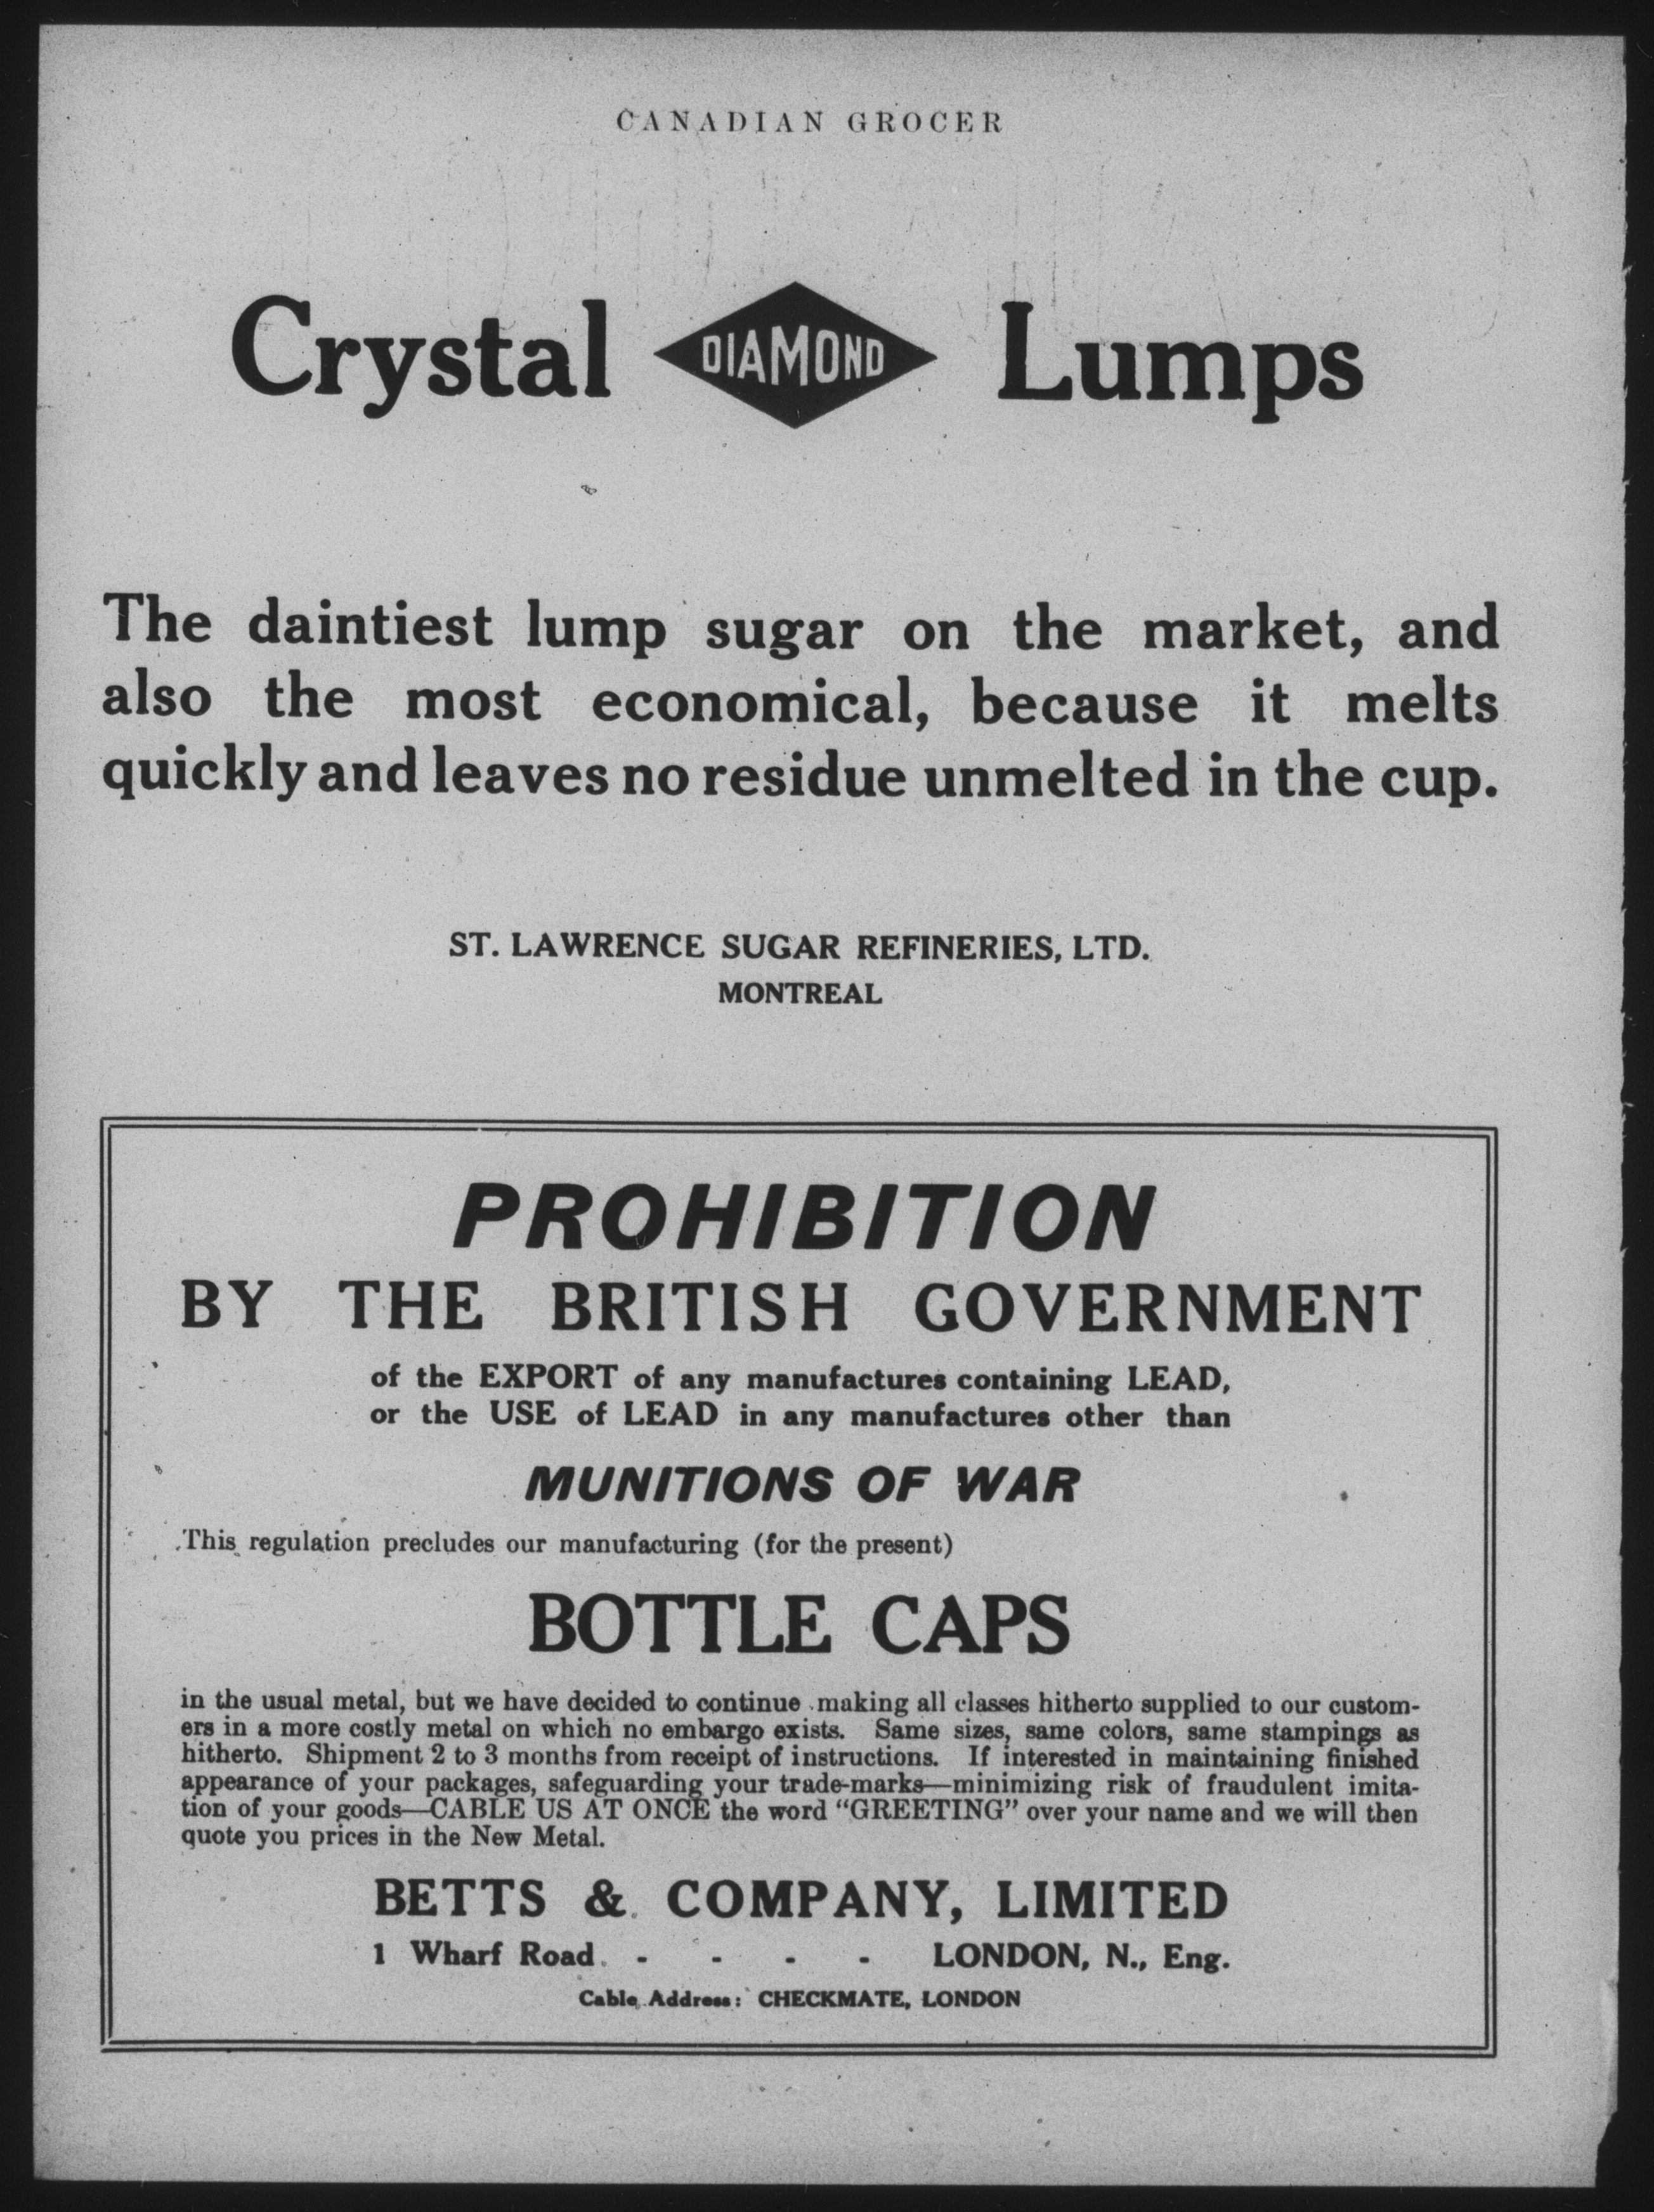 CANADIAN GROCER
Crystal DIAMOND Lumps
The daintiest lump sugar on the market, and
also the most economical, because it melts
quickly and leaves no residue unmelted in the cup.
ST. LAWRENCE SUGAR REFINERIES, LTD.
MONTREAL
PROHIBITION
BY THE BRITISH GOVERNMENT
of the EXPORT of any manufactures containing LEAD,
or the USE of LEAD in any manufactures other than
MUNITIONS OF WAR
This regulation precludes our manufacturing (for the present)
BOTTLE CAPS
in the usual metal, but we have decided to continue making all classes hitherto supplied to our custom-
ers in a more costly metal on which no embargo exists. Same sizes, same colors, same stampings as
hitherto. Shipment 2 to 3 months from receipt of instructions. If interested in maintaining finished
appearance of your packages, safeguarding your trade-marks—minimizing risk of fraudulent imita-
tion of your goods—CABLE US AT ONCE the word "GREETING" over your name and we will then
quote you prices in the New Metal.
BETTS & COMPANY, LIMITED
1 Wharf Road - - - - LONDON, N., Eng.
Cable Address: CHECKMATE, LONDON